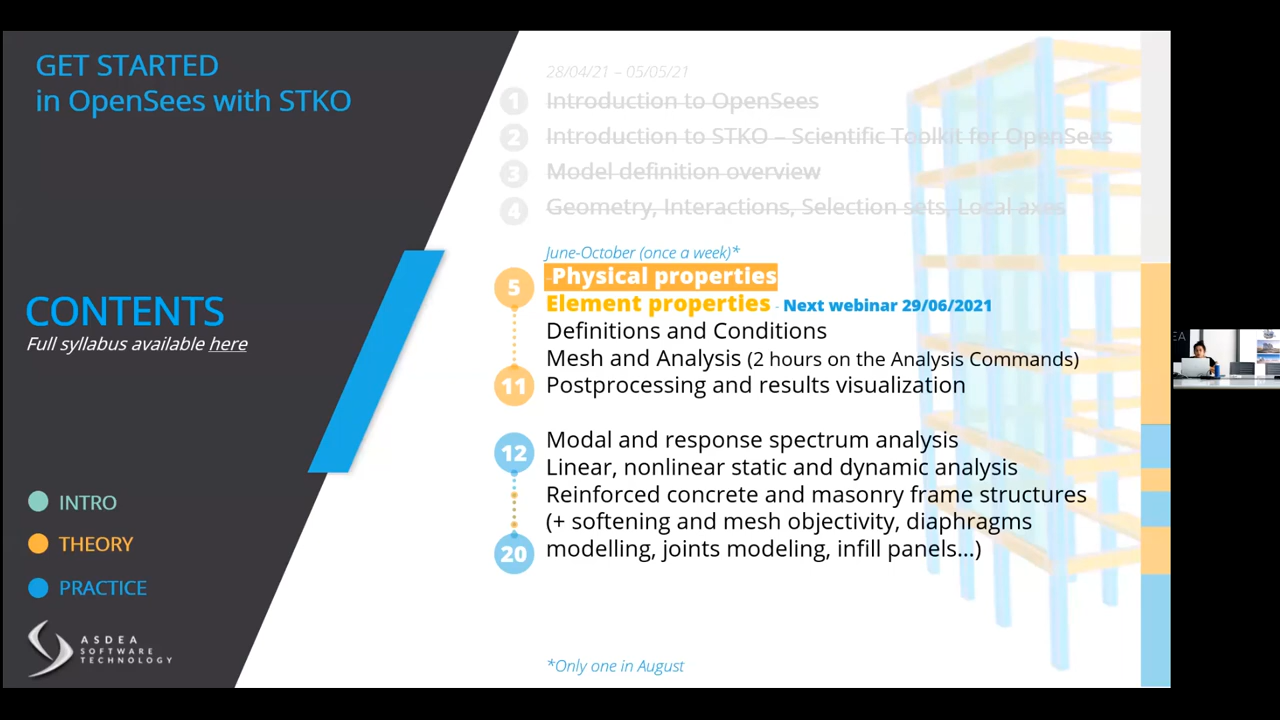 GET STARTED
in OpenSees with STKO
28/04/21 – 05/05/21
1 Introduction to OpenSees
2 Introduction to STKO – Scientific Toolkit for OpenSees
3 Model definition overview
4 Geometry, Interactions, Selection sets, Local axes
June-October (once a week)*
5 - Physical properties
Element properties - Next webinar 29/06/2021
Definitions and Conditions
Mesh and Analysis (2 hours on the Analysis Commands)
11 Postprocessing and results visualization
CONTENTS
Full syllabus available here
12 Modal and response spectrum analysis
Linear, nonlinear static and dynamic analysis
Reinforced concrete and masonry frame structures
(+ softening and mesh objectivity, diaphragms
20 modelling, joints modeling, infill panels...)
INTRO
THEORY
PRACTICE
ASDEA
SOFTWARE
TECHNOLOGY
*Only one in August